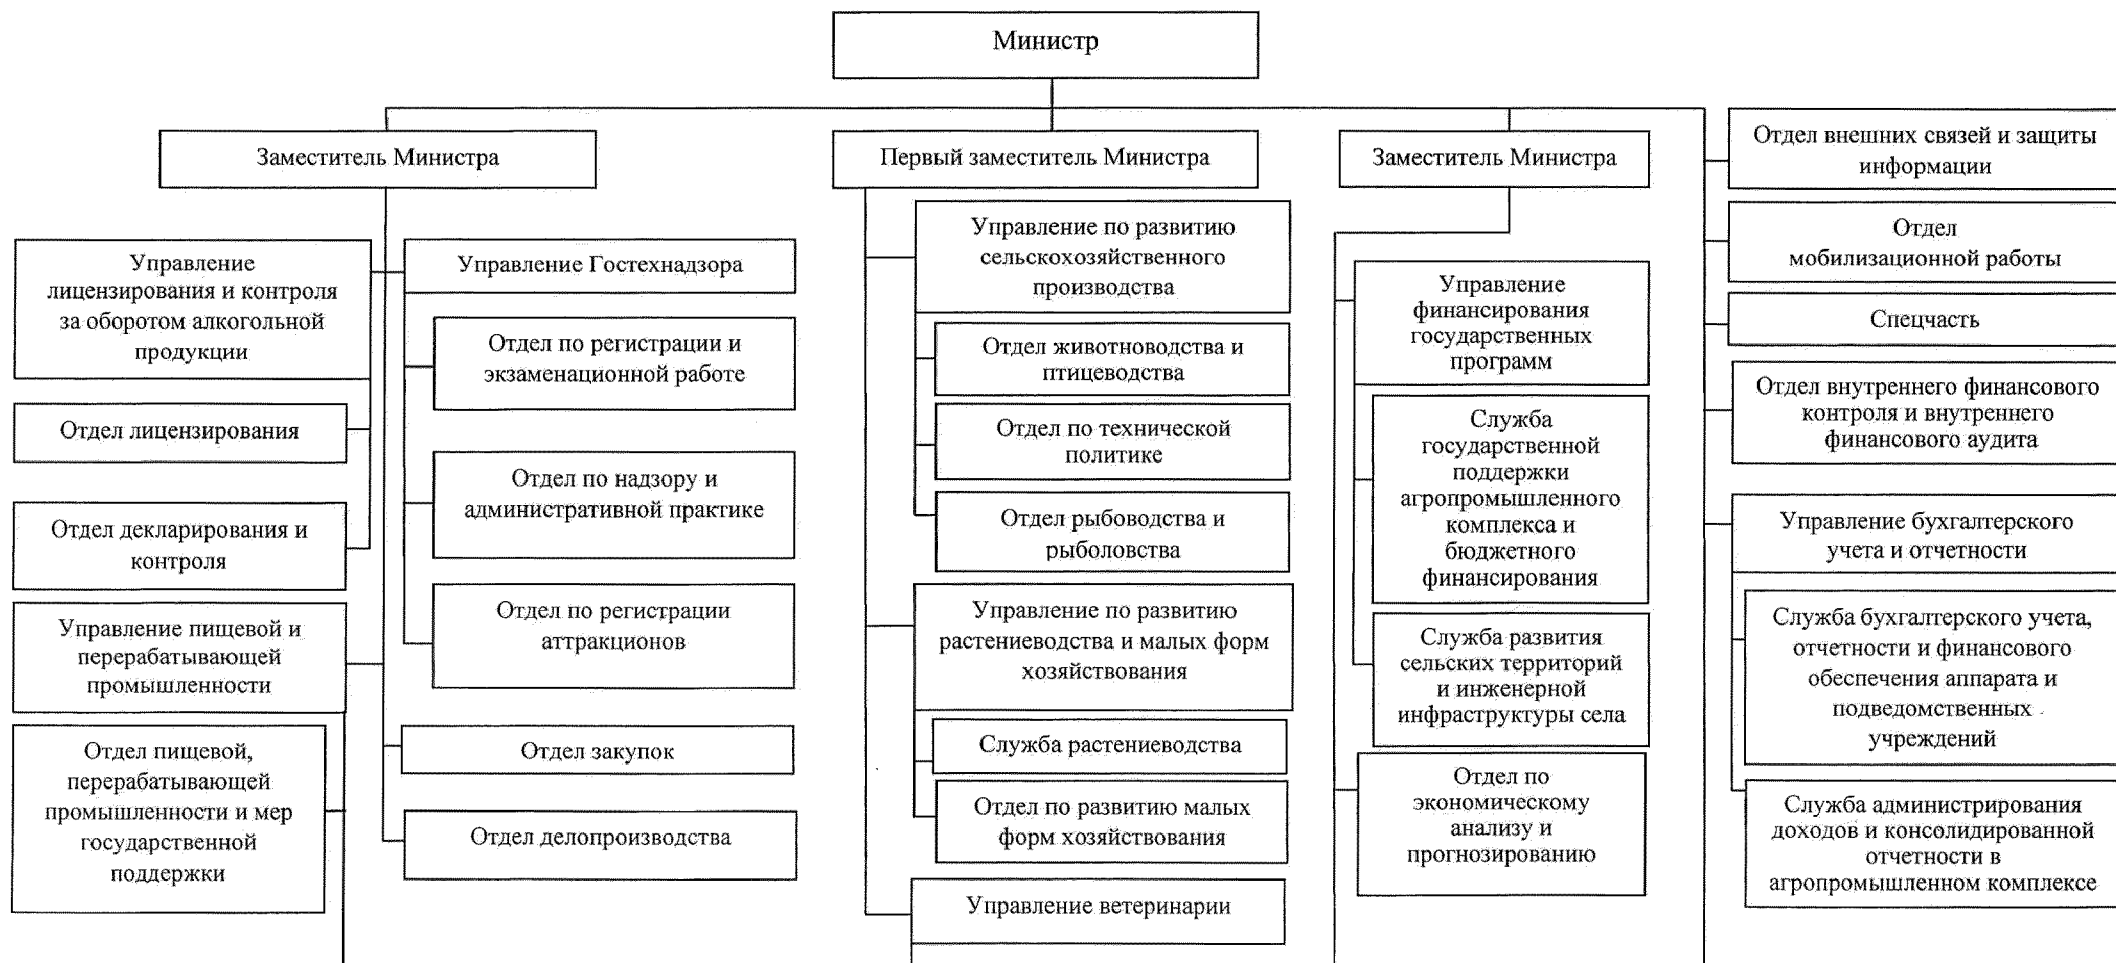 Министр
Заместитель Министра
Управление
лицензирования и контроля
за оборотом алкогольной
продукции
Отдел лицензирования
Отдел декларирования и
контроля
Управление пищевой и
перерабатывающей
промышленности
Отдел пищевой,
перерабатывающей
промышленности и мер
государственной
поддержки
Управление Гостехнадзора
Отдел по регистрации и
экзаменационной работе
Отдел по надзору и
административной практике
Отдел по регистрации
аттракционов
Отдел закупок
Отдел делопроизводства
Первый заместитель Министра
Управление по развитию
сельскохозяйственного
производства
Отдел животноводства и
птицеводства
Отдел по технической
политике
Отдел рыбоводства и
рыболовства
Управление по развитию
растениеводства и малых форм
хозяйствования
Служба растениеводства
Отдел по развитию малых
форм хозяйствования
Управление ветеринарии
Заместитель Министра
Управление
финансирования
государственных
программ
Служба
государственной
поддержки
агропромышленного
комплекса и
бюджетного
финансирования
Служба развития
сельских территорий
и инженерной
инфраструктуры села
Отдел по
экономическому
анализу и
прогнозированию
Отдел внешних связей и защиты
информации
Отдел
мобилизационной работы
Спецчасть
Отдел внутреннего финансового
контроля и внутреннего
финансового аудита
Управление бухгалтерского
учета и отчетности
Служба бухгалтерского учета,
отчетности и финансового
обеспечения аппарата и
подведомственных
учреждений
Служба администрирования
доходов и консолидированной
отчетности в
агропромышленном комплексе